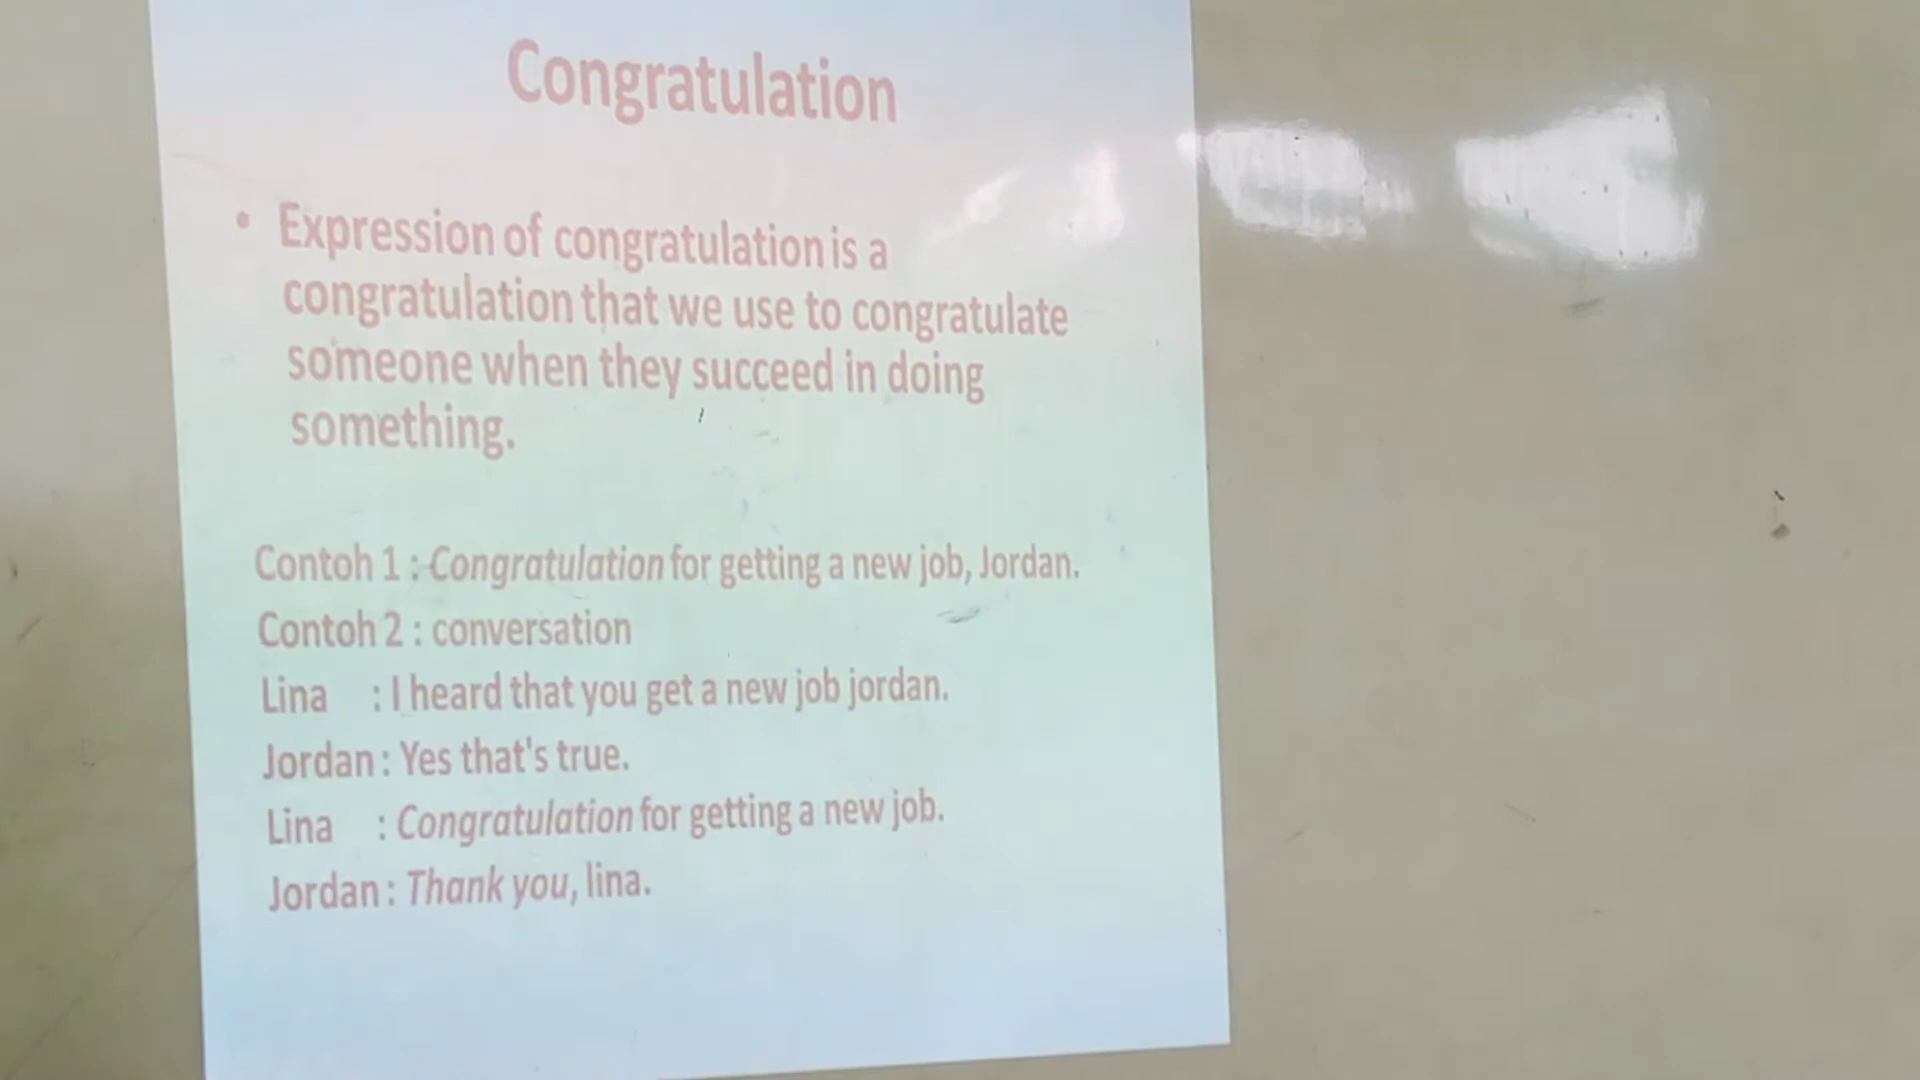 Congratulation
• Expression of congratulation is a
congratulation that we use to congratulate
someone when they succeed in doing
something.
Contoh 1 : Congratulation for getting a new job, Jordan.
Contoh 2 : conversation
Lina : I heard that you get a new job jordan.
Jordan : Yes that's true.
Lina : Congratulation for getting a new job.
Jordan : Thank you, lina.